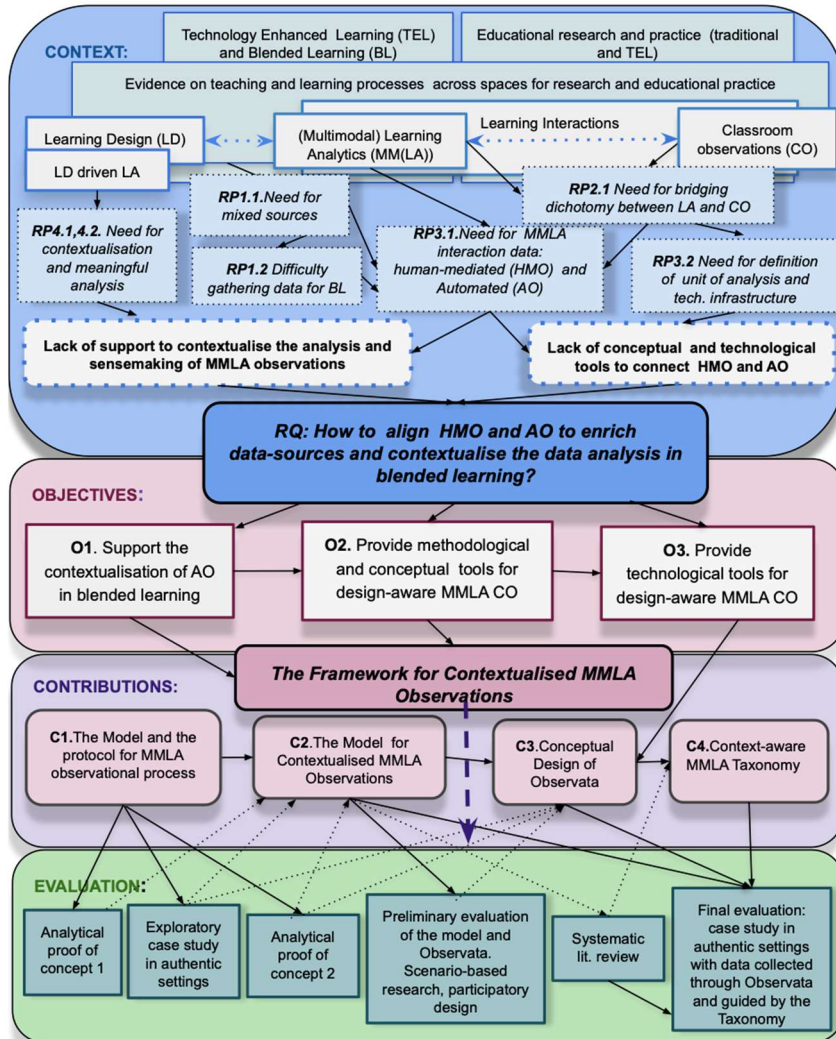 CONTEXT:
Technology Enhanced Learning (TEL)
and Blended Learning (BL)
Educational research and practice (traditional
and TEL)
Evidence on teaching and learning processes across spaces for research and educational practice
Learning Design (LD)
LD driven LA
(Multimodal) Learning
Analytics (MM(LA))
Learning Interactions
Classroom
observations (CO)
RP4.1,4.2. Need for
contextualisation
and meaningful
analysis
RP1.1.Need for
mixed sources
RP1.2 Difficulty
gathering data for BL
RP3.1.Need for MMLA
interaction data:
human-mediated (HMO) and
Automated (AO)
RP2.1 Need for bridging
dichotomy between LA and CO
RP3.2 Need for definition
of unit of analysis and
tech. infrastructure
Lack of support to contextualise the analysis and
sensemaking of MMLA observations
Lack of conceptual and technological
tools to connect HMO and AO
RQ: How to align HMO and AO to enrich
data-sources and contextualise the data analysis in
blended learning?
OBJECTIVES:
O1. Support the
contextualisation of AO
in blended learning
O2. Provide methodological
and conceptual tools for
design-aware MMLA CO
O3. Provide
technological tools for
design-aware MMLA CO
The Framework for Contextualised MMLA
Observations
CONTRIBUTIONS:
C1.The Model and the
protocol for MMLA
observational process
C2.The Model for
Contextualised MMLA
Observations
C3.Conceptual
Design of
Observata
C4.Context-aware
MMLA Taxonomy
EVALUATION:
Analytical
proof of
concept 1
Exploratory
case study
in authentic
settings
Analytical
proof of
concept 2
Preliminary evaluation
of the model and
Observata.
Scenario-based
research, participatory
design
Systematic
lit. review
Final evaluation:
case study in
authentic settings
with data collected
through Observata
and guided by the
Taxonomy